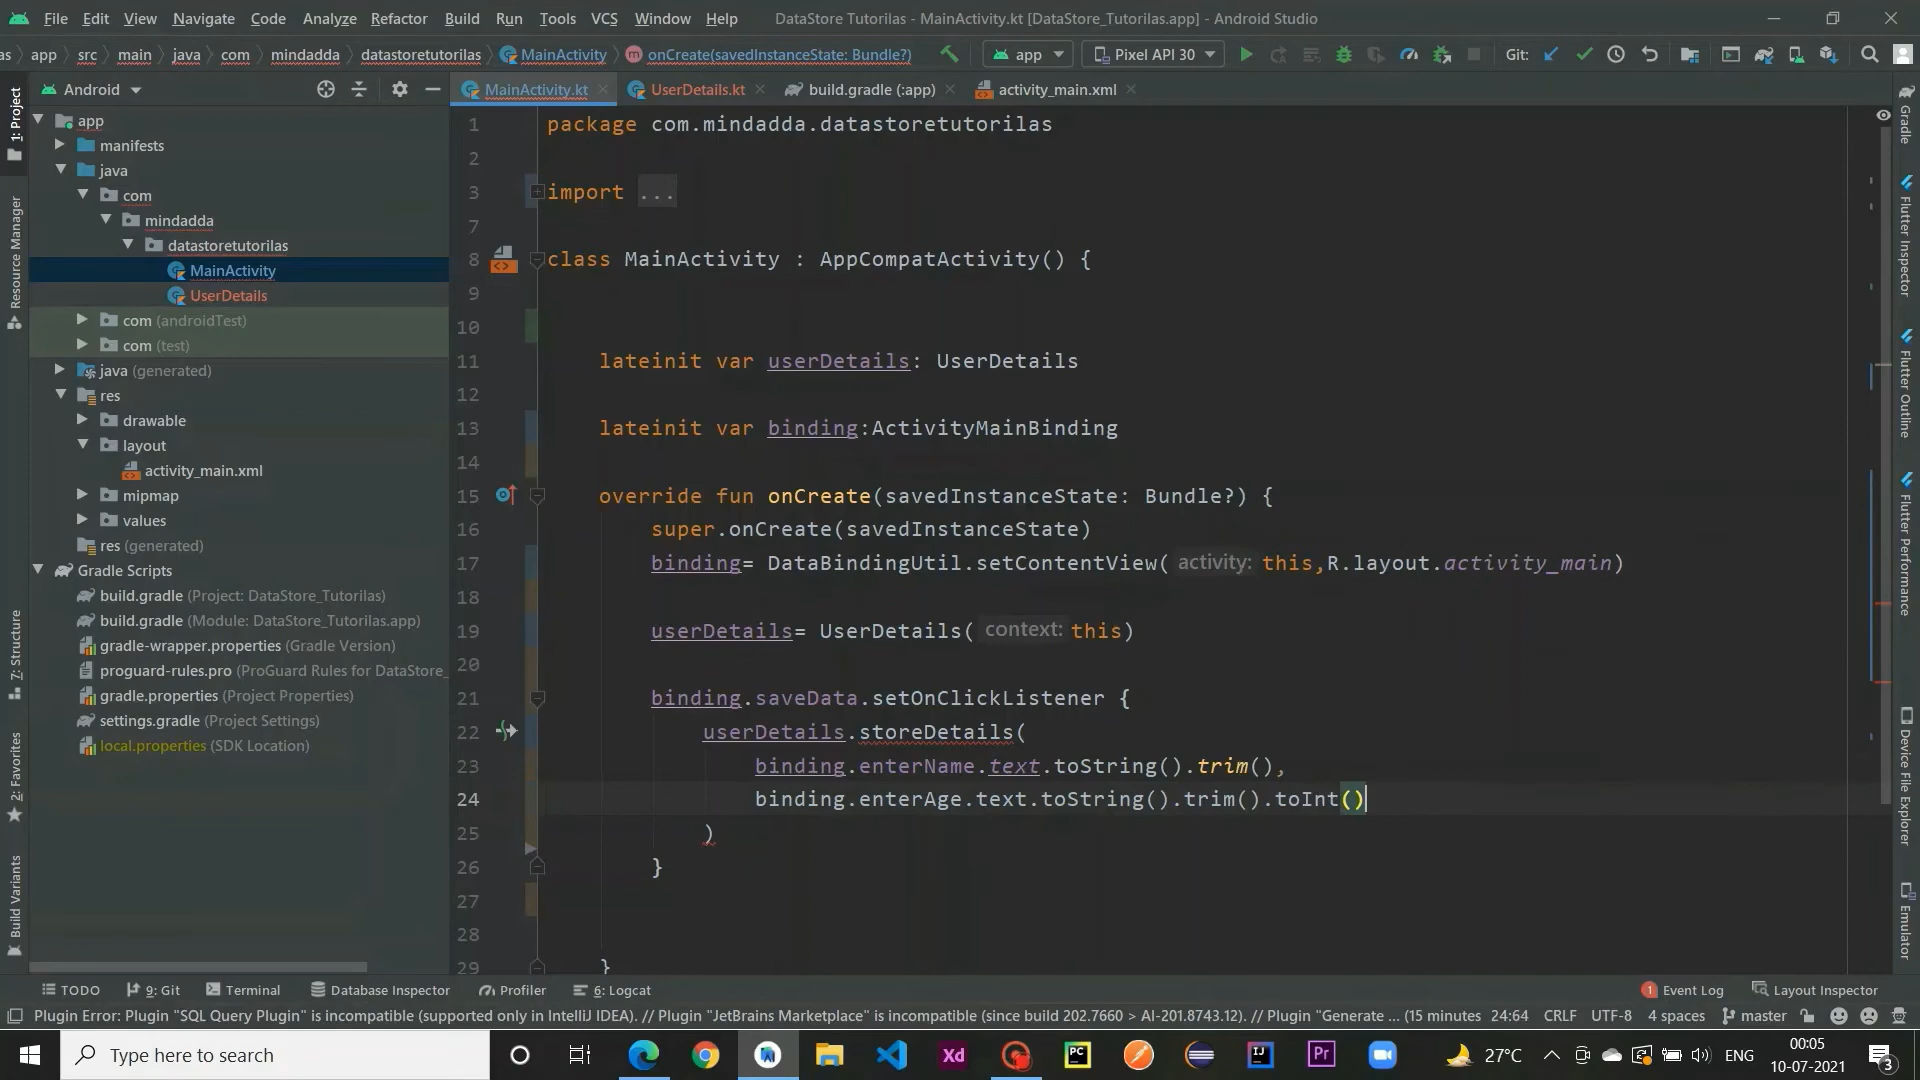 File Edit View Navigate Code Analyze Refactor Build Run Tools VCS Window Help DataStore Tutorilas - MainActivity.kt [DataStore_Tutorilas.app] - Android Studio
as app src main java com mindadda datastoretutorilas MainActivity onCreate(savedInstanceState: Bundle?) app Pixel API 30 Git:
Android
MainActivity.kt UserDetails.kt build.gradle (:app) activity_main.xml
1: Project
Resource Manager
7: Structure
2: Favorites
Build Variants
app
manifests
java
com
mindadda
datastoretutorilas
MainActivity
UserDetails
com (androidTest)
com (test)
java (generated)
res
drawable
layout
activity_main.xml
mipmap
values
res (generated)
Gradle Scripts
build.gradle (Project: DataStore_Tutorilas)
build.gradle (Module: DataStore_Tutorilas.app)
gradle-wrapper.properties (Gradle Version)
proguard-rules.pro (ProGuard Rules for DataStore_
gradle.properties (Project Properties)
settings.gradle (Project Settings)
local.properties (SDK Location)
1 package com.mindadda.datastoretutorilas
2
3 import ...
7
8 class MainActivity : AppCompatActivity() {
9
10
11 lateinit var userDetails: UserDetails
12
13 lateinit var binding:ActivityMainBinding
14
15 override fun onCreate(savedInstanceState: Bundle?) {
16 super.onCreate(savedInstanceState)
17 binding= DataBindingUtil.setContentView( activity: this,R.layout.activity_main)
18
19 userDetails= UserDetails( context: this)
20
21 binding.saveData.setOnClickListener {
22 userDetails.storeDetails(
23 binding.enterName.text.toString().trim(),
24 binding.enterAge.text.toString().trim().toInt()
25 )
26 }
27
28
29 }
Gradle
Flutter Inspector
Flutter Outline
Flutter Performance
Device File Explorer
Emulator
TODO 9: Git Terminal Database Inspector Profiler 6: Logcat 1 Event Log Layout Inspector
Plugin Error: Plugin "SQL Query Plugin" is incompatible (supported only in IntelliJ IDEA). // Plugin "JetBrains Marketplace" is incompatible (since build 202.7660 > AI-201.8743.12). // Plugin "Generate ... (15 minutes 24:64 CRLF UTF-8 4 spaces master
Type here to search Xd PC IJ Pr 27°C ENG 00:05
10-07-2021 3